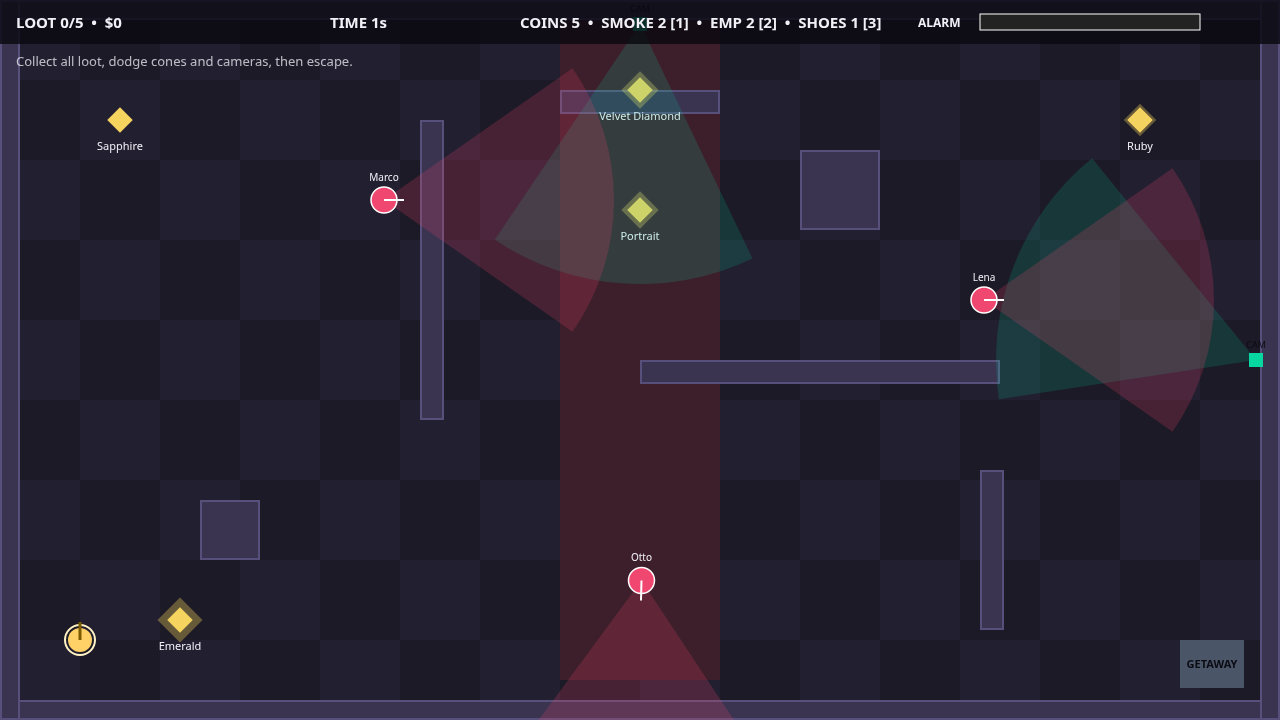 LOOT 0/5 • $0 TIME 1s COINS 5 • SMOKE 2 [1] • EMP 2 [2] • SHOES 1 [3] ALARM
CAM
Collect all loot, dodge cones and cameras, then escape.
Velvet Diamond
Sapphire
Ruby
Marco
Portrait
Lena
CAM
Otto
Emerald
GETAWAY